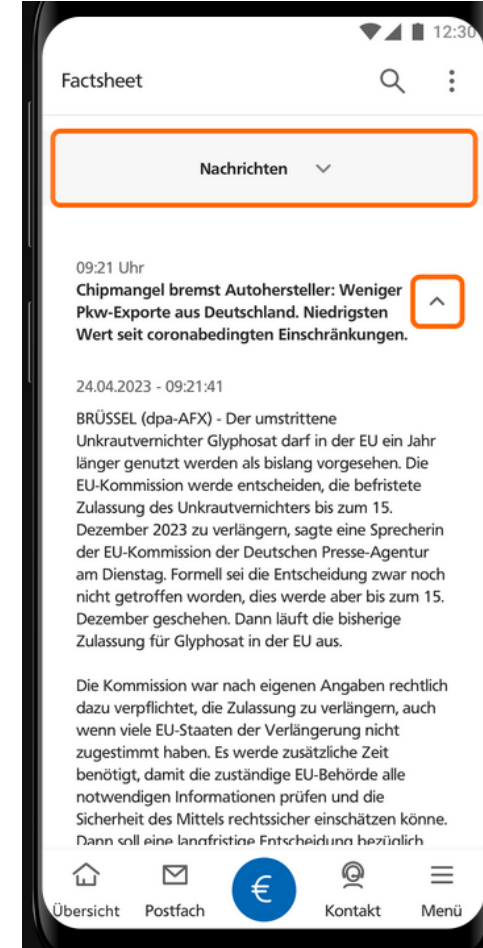 12:30
Factsheet
Nachrichten
09:21 Uhr
Chipmangel bremst Autohersteller: Weniger
Pkw-Exporte aus Deutschland. Niedrigsten
Wert seit coronabedingten Einschränkungen.
24.04.2023 - 09:21:41
BRÜSSEL (dpa-AFX) - Der umstrittene
Unkrautvernichter Glyphosat darf in der EU ein Jahr
länger genutzt werden als bislang vorgesehen. Die
EU-Kommission werde entscheiden, die befristete
Zulassung des Unkrautvernichters bis zum 15.
Dezember 2023 zu verlängern, sagte eine Sprecherin
der EU-Kommission der Deutschen Presse-Agentur
am Dienstag. Formell sei die Entscheidung zwar noch
nicht getroffen worden, dies werde aber bis zum 15.
Dezember geschehen. Dann läuft die bisherige
Zulassung für Glyphosat in der EU aus.
Die Kommission war nach eigenen Angaben rechtlich
dazu verpflichtet, die Zulassung zu verlängern, auch
wenn viele EU-Staaten der Verlängerung nicht
zugestimmt haben. Es werde zusätzliche Zeit
benötigt, damit die zuständige EU-Behörde alle
notwendigen Informationen prüfen und die
Sicherheit des Mittels rechtssicher einschätzen könne.
Dann soll eine langfristige Entscheidung bezüglich
€
Übersicht Postfach Kontakt Menü